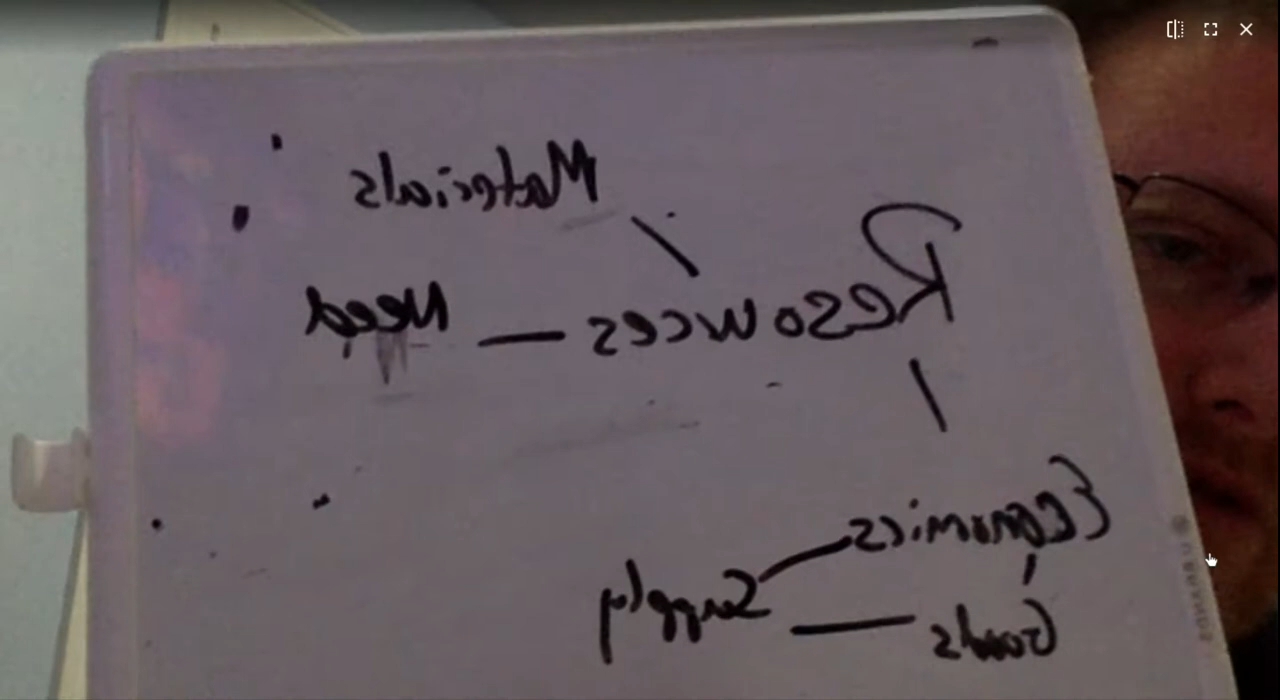 Materials
Resources — Need
Economics
Supply
Goods —